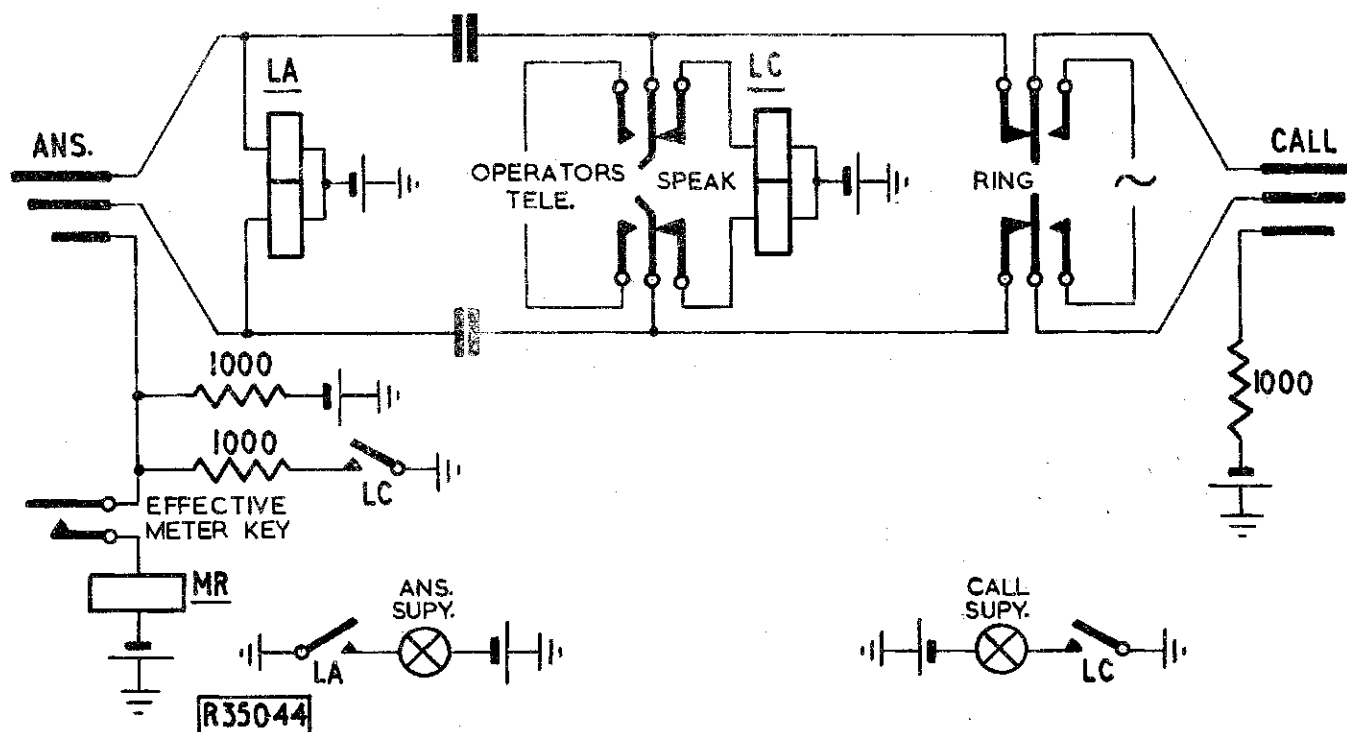 LA
LC
ANS.
CALL
OPERATORS
TELE.
SPEAK
RING
1000
1000
1000
LC
EFFECTIVE
METER KEY
MR
ANS.
SUPY.
LA
CALL
SUPY.
LC
R35044